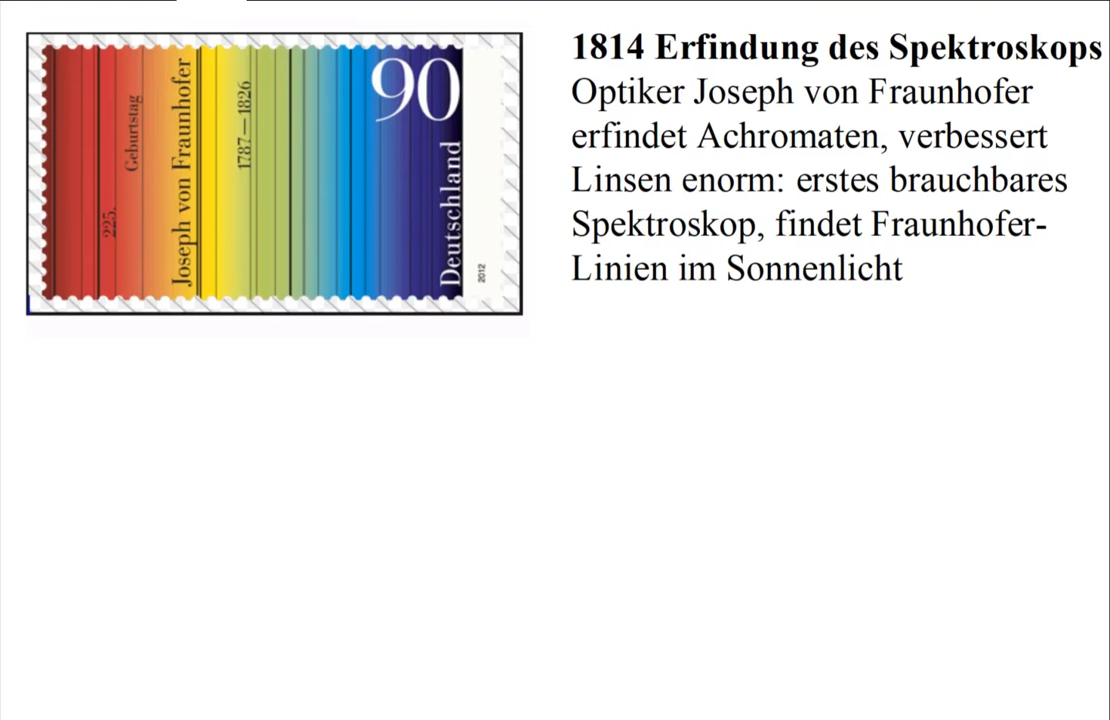 225.
Geburtstag
Joseph von Fraunhofer
1787 – 1826
90
Deutschland
2012
1814 Erfindung des Spektroskops
Optiker Joseph von Fraunhofer
erfindet Achromaten, verbessert
Linsen enorm: erstes brauchbares
Spektroskop, findet Fraunhofer-
Linien im Sonnenlicht